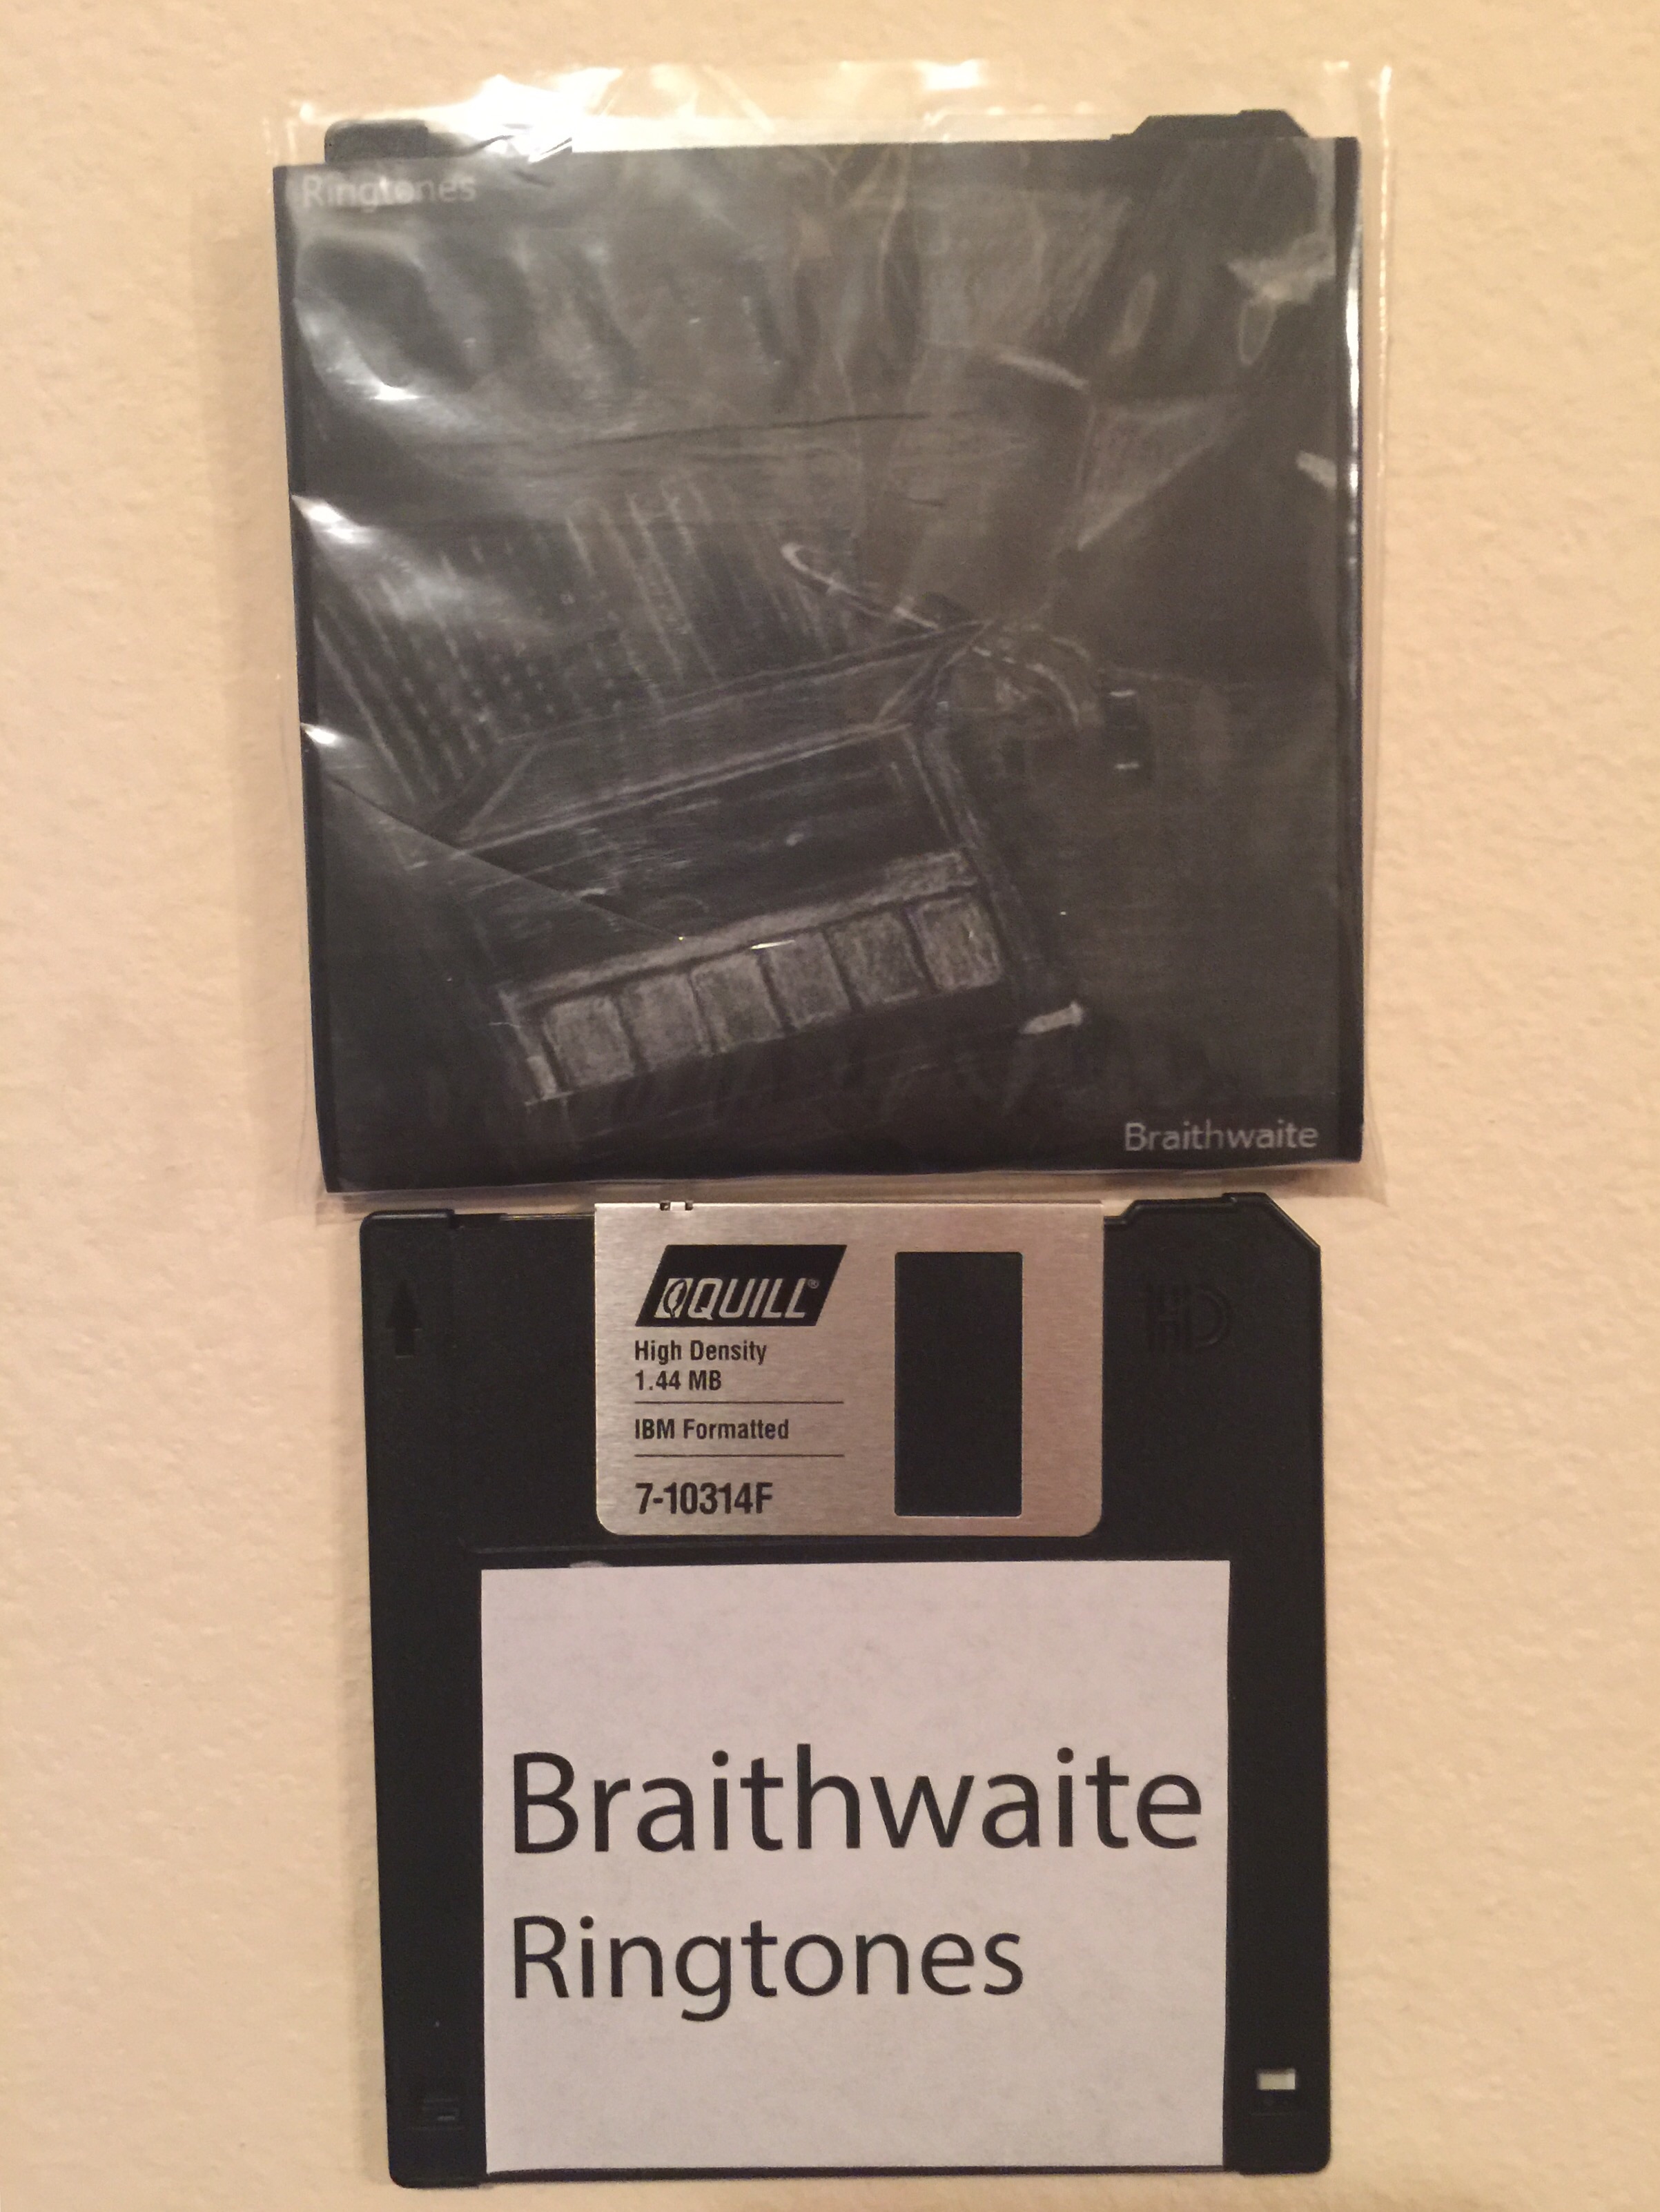 Ringtones
Braithwaite
QUILL®
High Density
1.44 MB
IBM Formatted
7-10314F
HD
Braithwaite
Ringtones